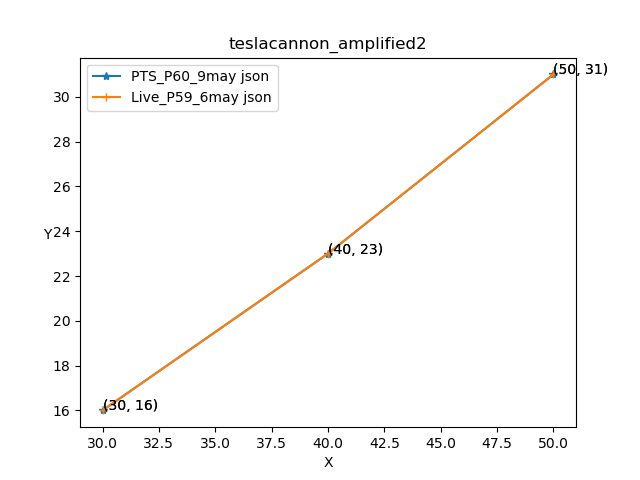 teslacannon_amplified2
PTS_P60_9may json
Live_P59_6may json
(50, 31)
(40, 23)
(30, 16)
Y
30
28
26
24
22
20
18
16
30.0 32.5 35.0 37.5 40.0 42.5 45.0 47.5 50.0
X